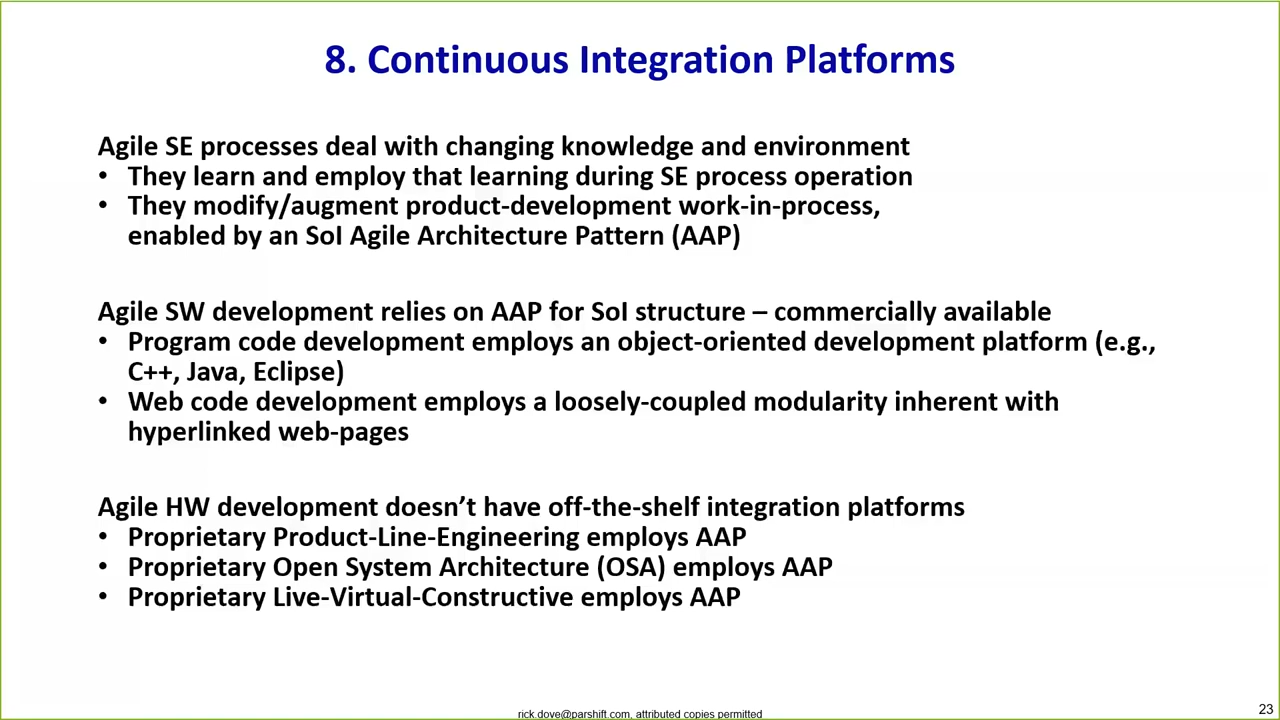 8. Continuous Integration Platforms
Agile SE processes deal with changing knowledge and environment
• They learn and employ that learning during SE process operation
• They modify/augment product-development work-in-process,
enabled by an SoI Agile Architecture Pattern (AAP)
Agile SW development relies on AAP for SoI structure – commercially available
• Program code development employs an object-oriented development platform (e.g.,
C++, Java, Eclipse)
• Web code development employs a loosely-coupled modularity inherent with
hyperlinked web-pages
Agile HW development doesn’t have off-the-shelf integration platforms
• Proprietary Product-Line-Engineering employs AAP
• Proprietary Open System Architecture (OSA) employs AAP
• Proprietary Live-Virtual-Constructive employs AAP
rick.dove@parshift.com, attributed copies permitted
23